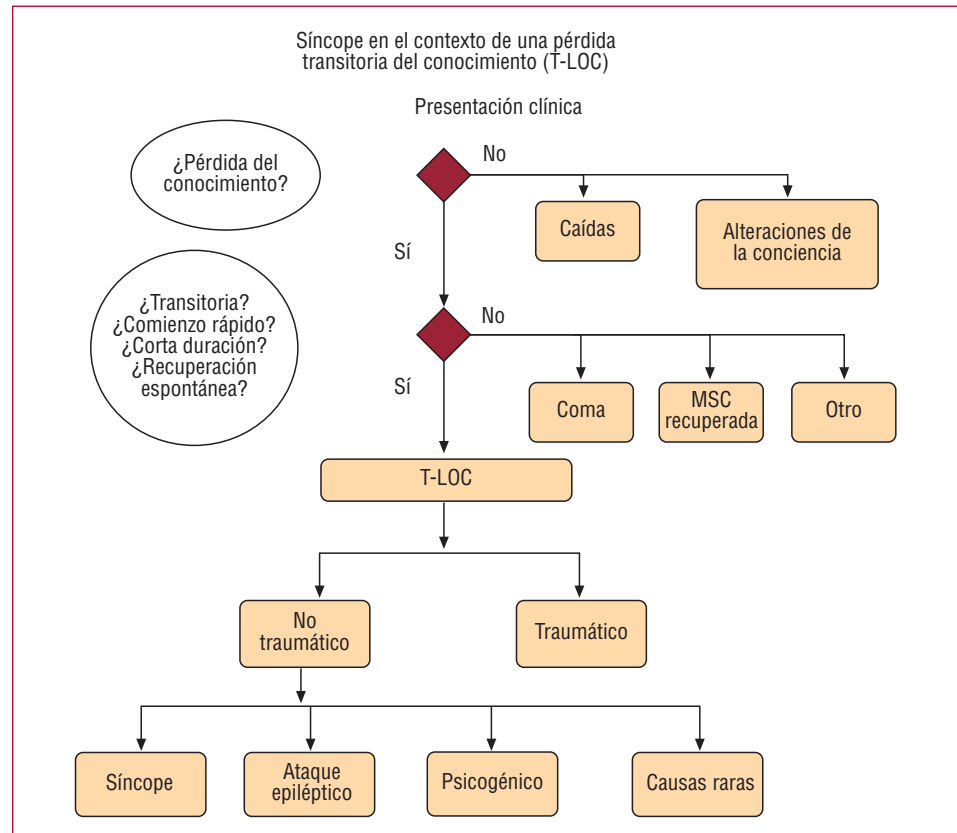 Síncope en el contexto de una pérdida
transitoria del conocimiento (T-LOC)
Presentación clínica
¿Pérdida del
conocimiento?
No
Caídas
Alteraciones de
la conciencia
Sí
¿Transitoria?
¿Comienzo rápido?
¿Corta duración?
¿Recuperación
espontánea?
No
Coma
MSC
recuperada
Otro
Sí
T-LOC
No
traumático
Traumático
Síncope
Ataque
epiléptico
Psicogénico
Causas raras